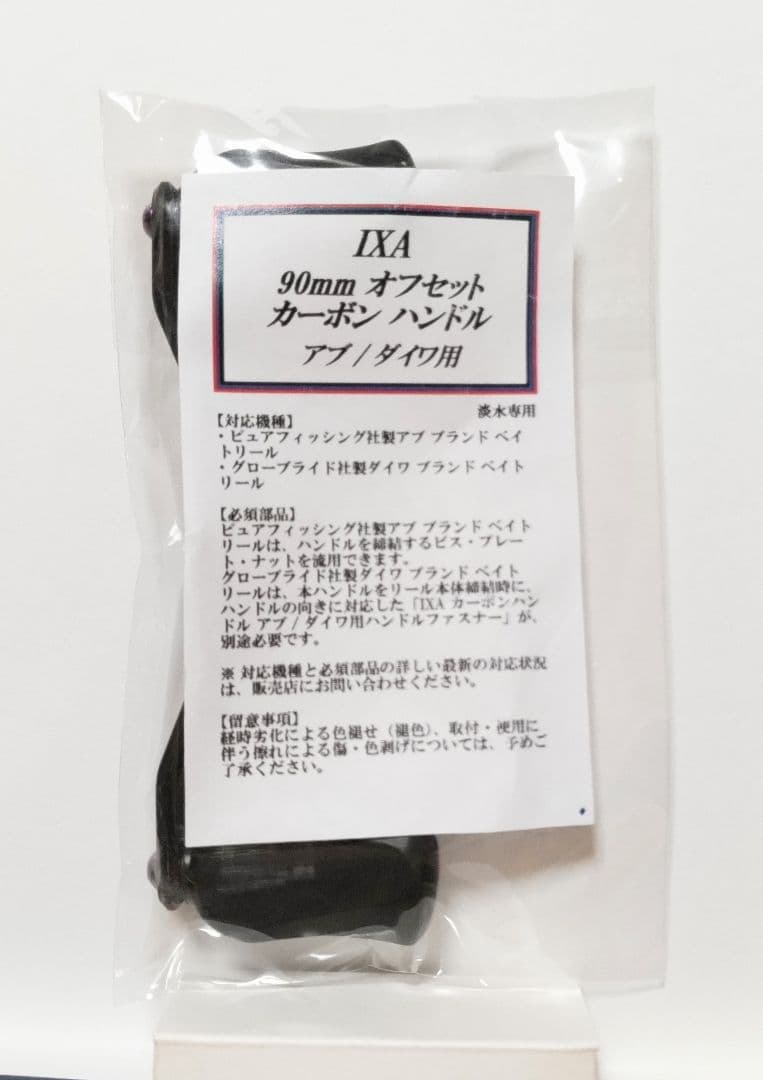 IXA
90mm オフセット
カーボン ハンドル
アブ / ダイワ用
淡水専用
【対応機種】
・ピュアフィッシング社製アブ ブランド ベイ
トリール
・グローブライド社製ダイワ ブランド ベイト
リール
【必須部品】
ピュアフィッシング社製アブ ブランド ベイト
リールは、ハンドルを締結するビス・プレー
ト・ナットを流用できます。
グローブライド社製ダイワ ブランド ベイト
リールは、本ハンドルをリール本体締結時に、
ハンドルの向きに対応した「IXA カーボンハン
ドル アブ / ダイワ用ハンドルファスナー」が、
別途必要です。
※ 対応機種と必須部品の詳しい最新の対応状況
は、販売店にお問い合わせください。
【留意事項】
経時劣化による色褪せ（褪色）、取付・使用に
伴う擦れによる傷・色剥げについては、予めご
了承ください。